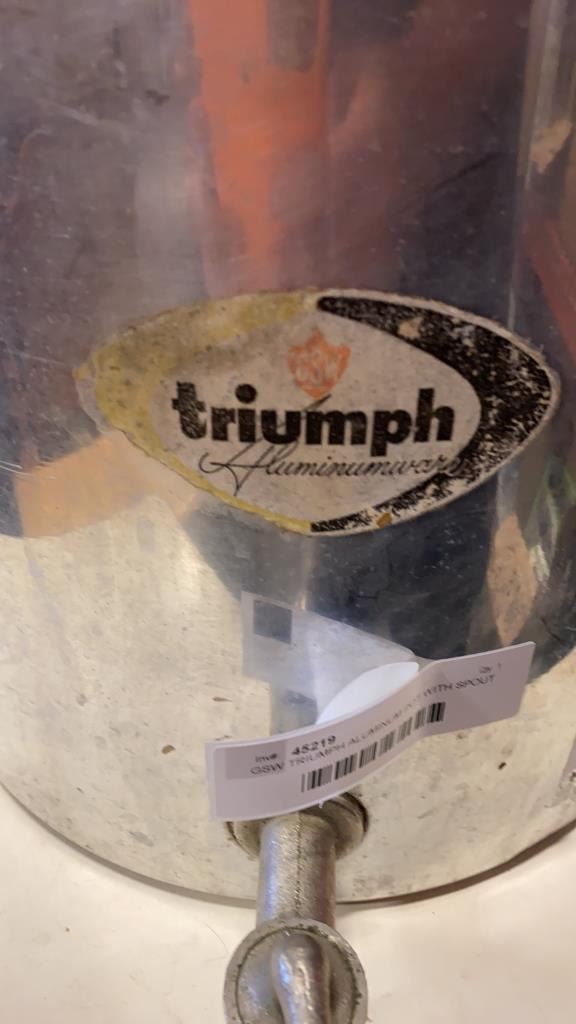 GSW
triumph
Aluminumware
Qty 1
Inv#: 45219
GSW TRIUMPH ALUMINUM POT WITH SPOUT